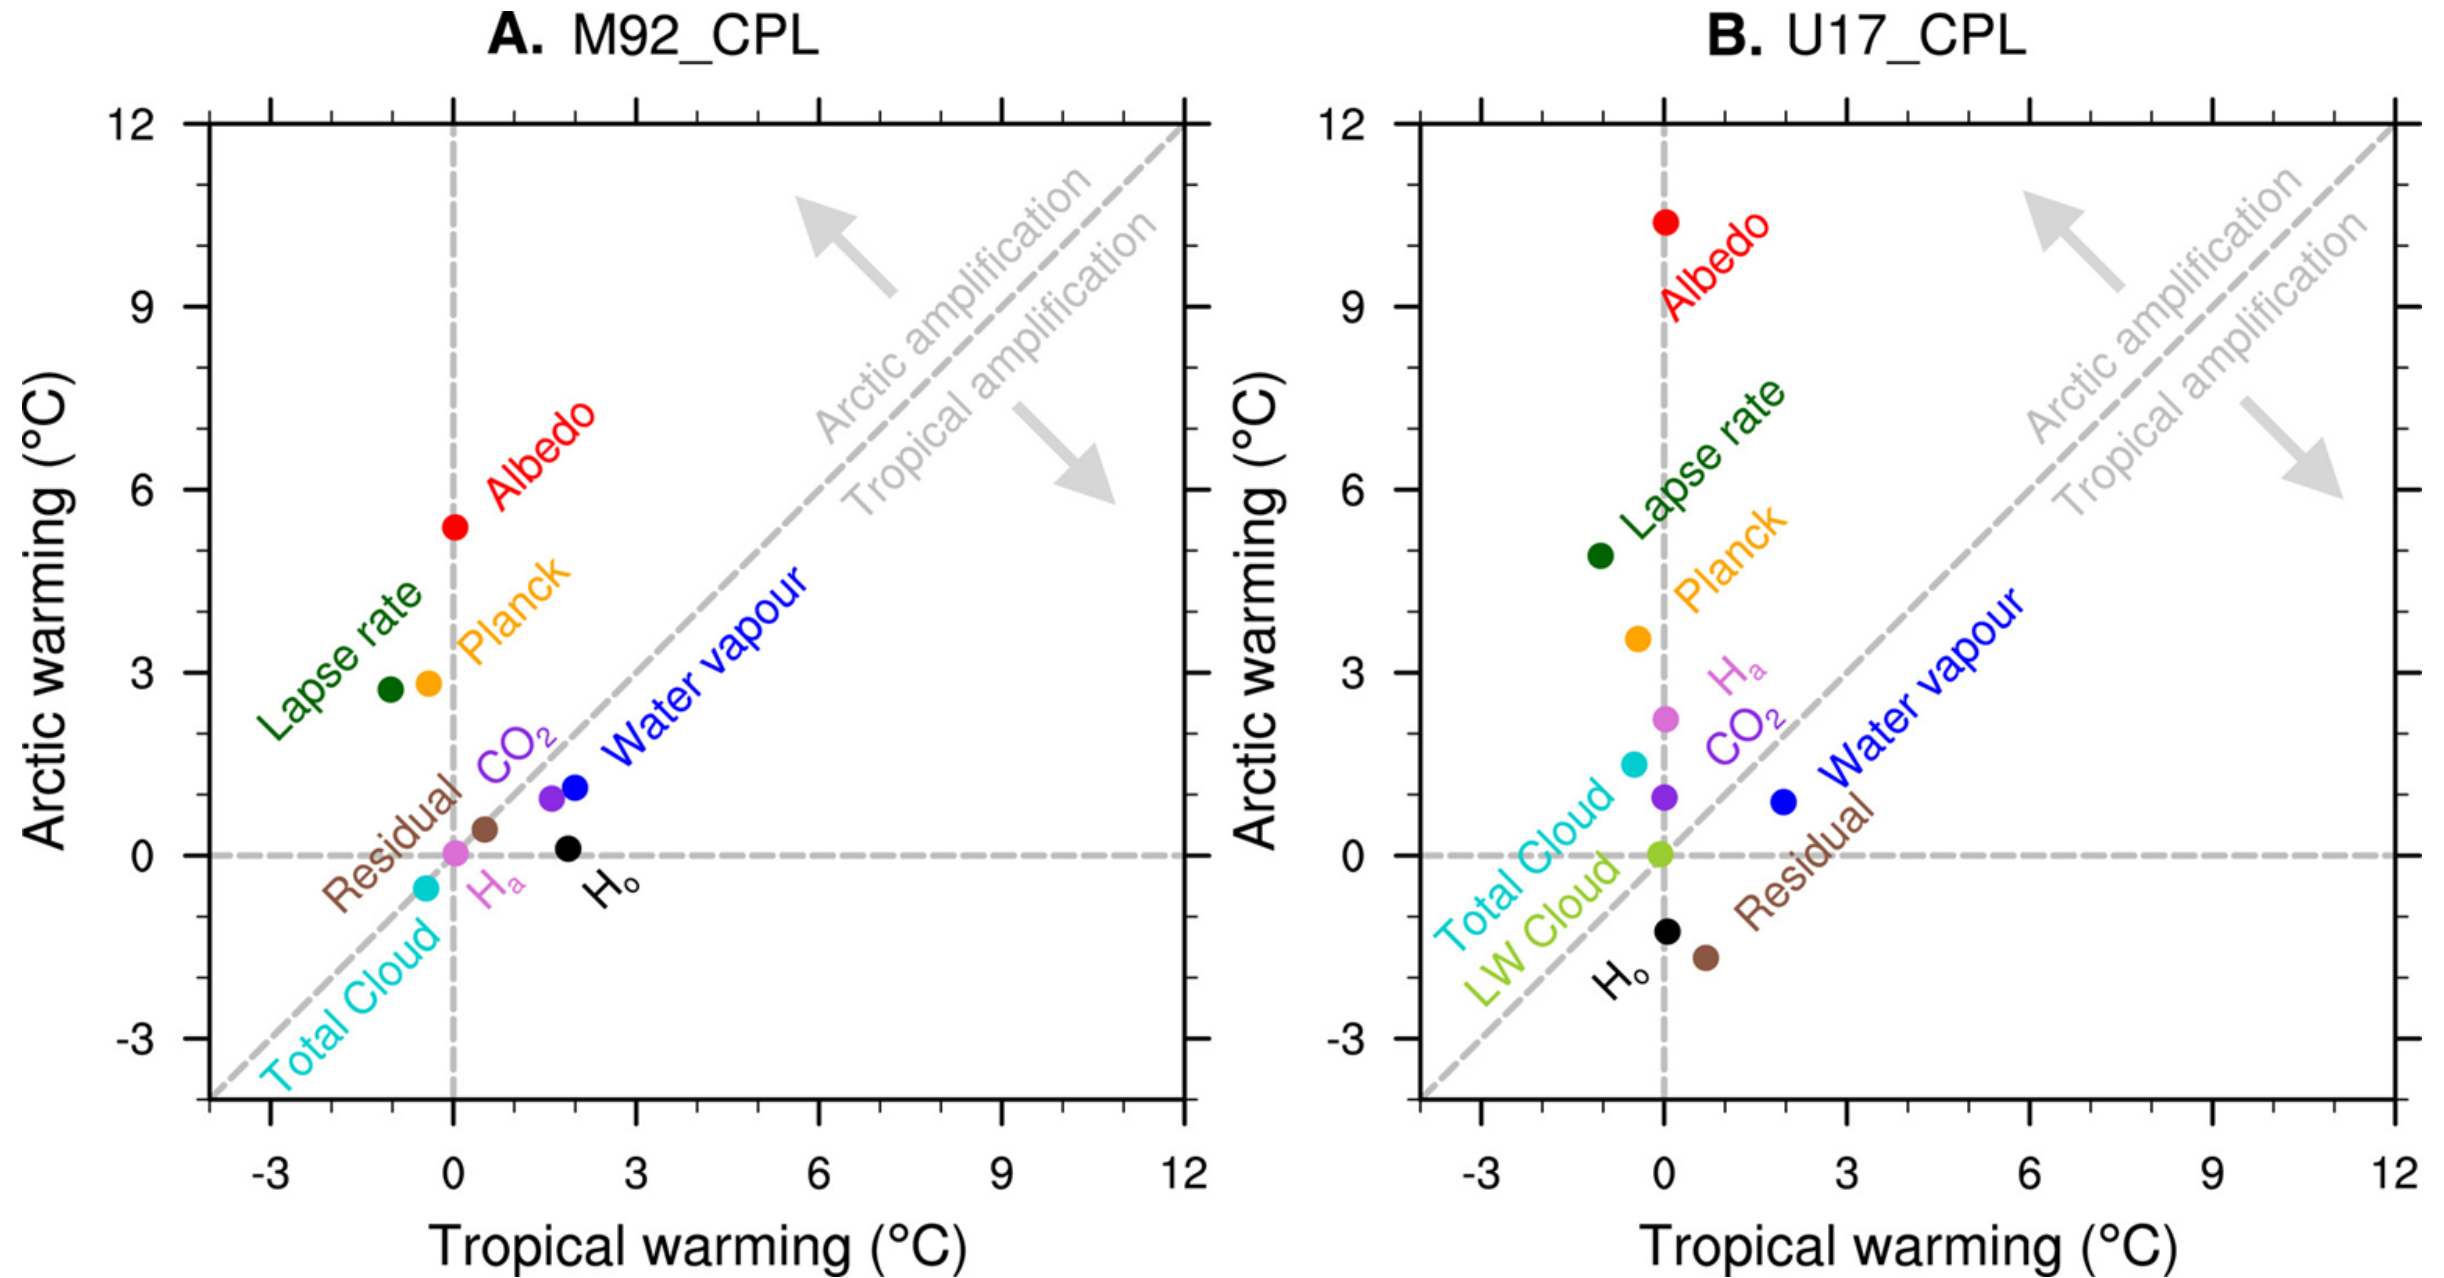 A. M92_CPL
12
9
6
3
0
-3
-3
0
3
6
9
12
Arctic warming (°C)
Tropical warming (°C)
Arctic amplification
Tropical amplification
Albedo
Planck
Lapse rate
Water vapour
CO₂
Residual
Hₐ
Hₒ
Total Cloud
B. U17_CPL
12
9
6
3
0
-3
-3
0
3
6
9
12
Arctic warming (°C)
Tropical warming (°C)
Arctic amplification
Tropical amplification
Albedo
Lapse rate
Planck
Hₐ
CO₂
Water vapour
Total Cloud
LW Cloud
Residual
Hₒ